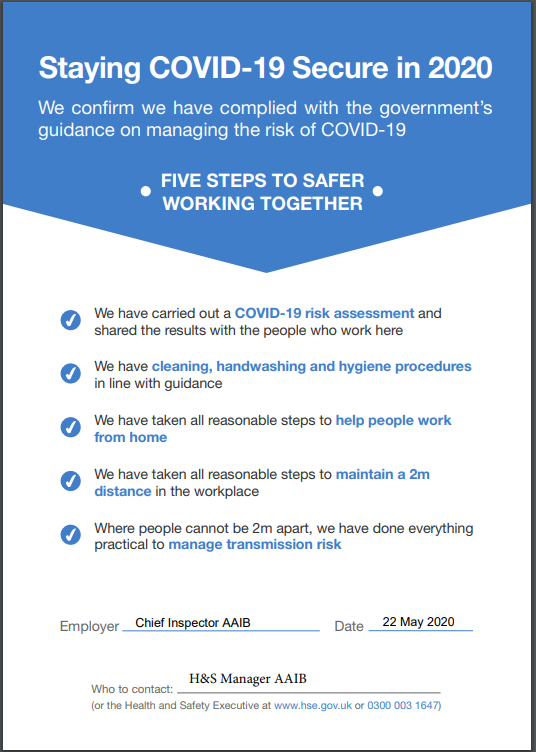 Staying COVID-19 Secure in 2020
We confirm we have complied with the government's
guidance on managing the risk of COVID-19
FIVE STEPS TO SAFER
WORKING TOGETHER
We have carried out a COVID-19 risk assessment and
shared the results with the people who work here
We have cleaning, handwashing and hygiene procedures
in line with guidance
We have taken all reasonable steps to help people work
from home
We have taken all reasonable steps to maintain a 2m
distance in the workplace
Where people cannot be 2m apart, we have done everything
practical to manage transmission risk
Employer Chief Inspector AAIB Date 22 May 2020
Who to contact: H&S Manager AAIB
(or the Health and Safety Executive at www.hse.gov.uk or 0300 003 1647)